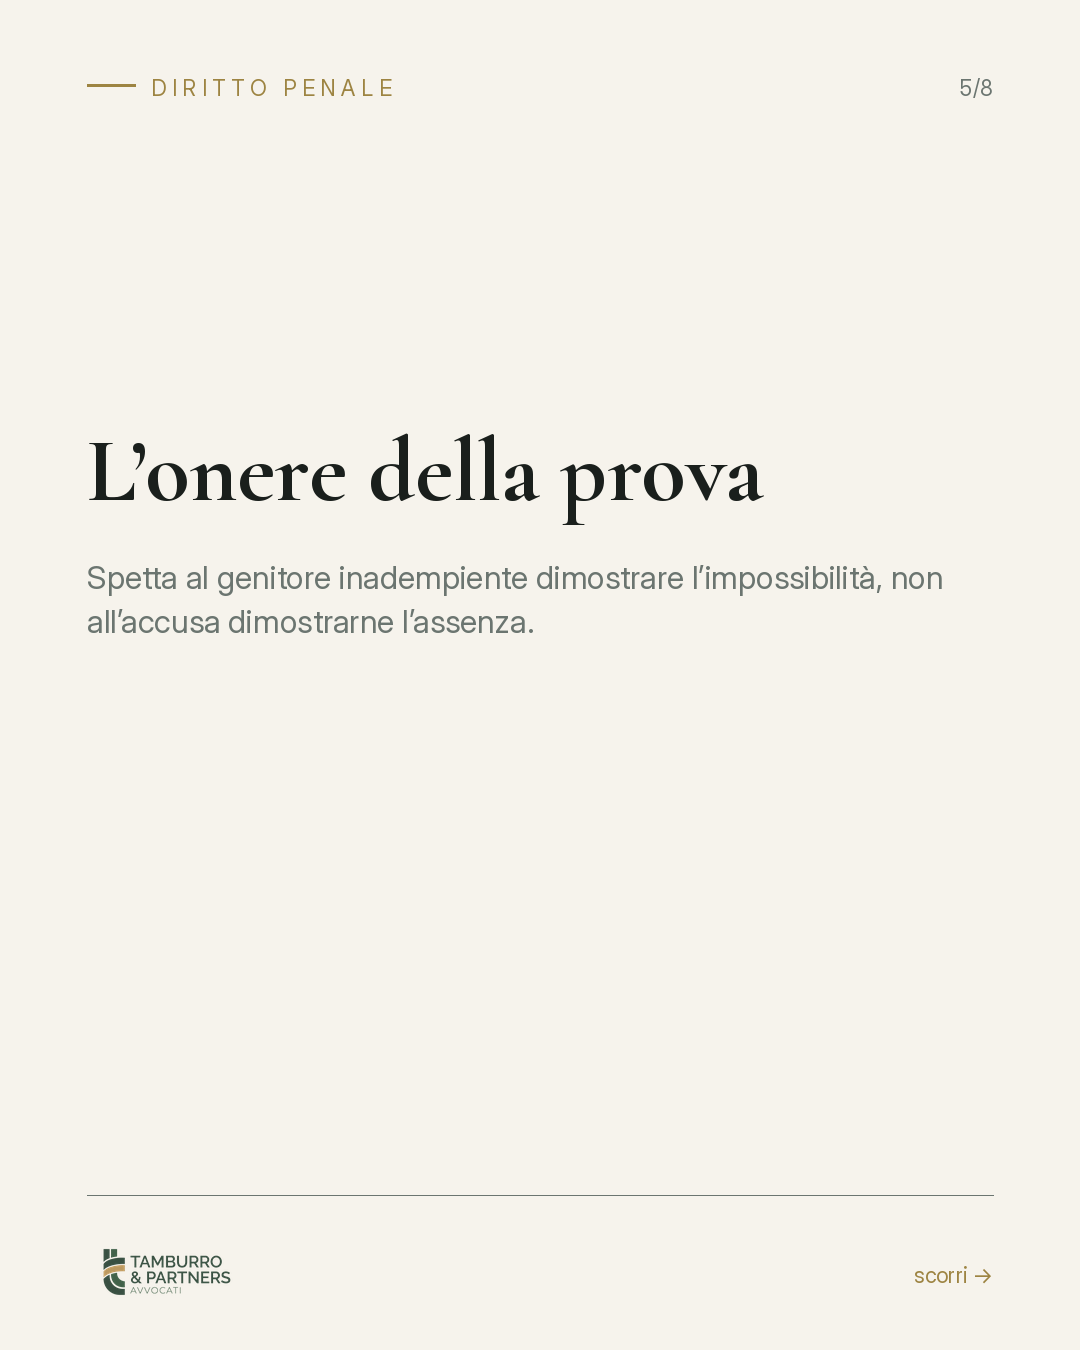 DIRITTO PENALE
5/8
L’onere della prova
Spetta al genitore inadempiente dimostrare l’impossibilità, non
all’accusa dimostrarne l’assenza.
TAMBURRO
& PARTNERS
AVVOCATI
scorri →